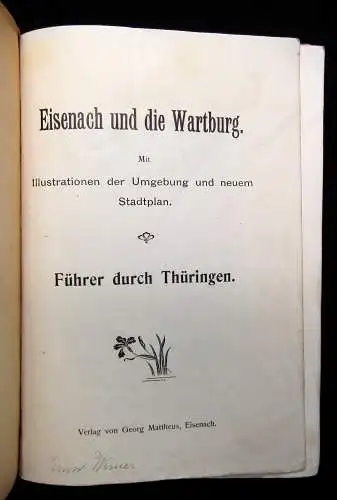 Eisenach und die Wartburg.
Mit
Illustrationen der Umgebung und neuem
Stadtplan.
Führer durch Thüringen.
Verlag von Georg Mattheus, Eisenach.